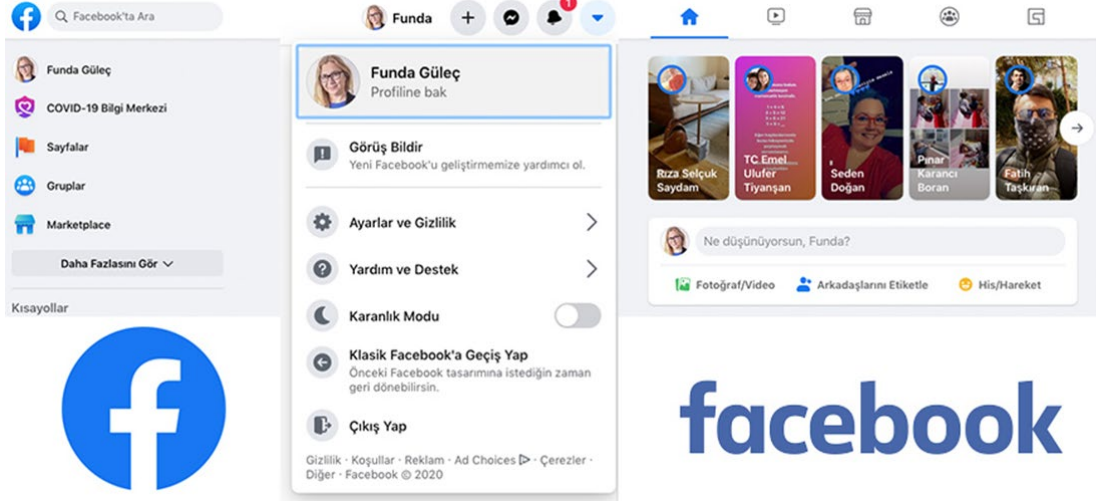 Facebook'ta Ara
Funda Güleç
COVID-19 Bilgi Merkezi
Sayfalar
Gruplar
Marketplace
Daha Fazlasını Gör
Kısayollar
Funda
1
Funda Güleç
Profiline bak
Görüş Bildir
Yeni Facebook'u geliştirmemize yardımcı ol.
Ayarlar ve Gizlilik
Yardım ve Destek
Karanlık Modu
Klasik Facebook'a Geçiş Yap
Önceki Facebook tasarımına istediğin zaman
geri dönebilirsin.
Çıkış Yap
Gizlilik · Koşullar · Reklam · Ad Choices · Çerezler ·
Diğer · Facebook © 2020
Rıza Selçuk
Saydam
TC Emel
Ulufer
Tiyanşan
Seden
Doğan
Pınar
Karancı
Boran
Fatih
Taşkıran
Ne düşünüyorsun, Funda?
Fotoğraf/Video
Arkadaşlarını Etiketle
His/Hareket
facebook